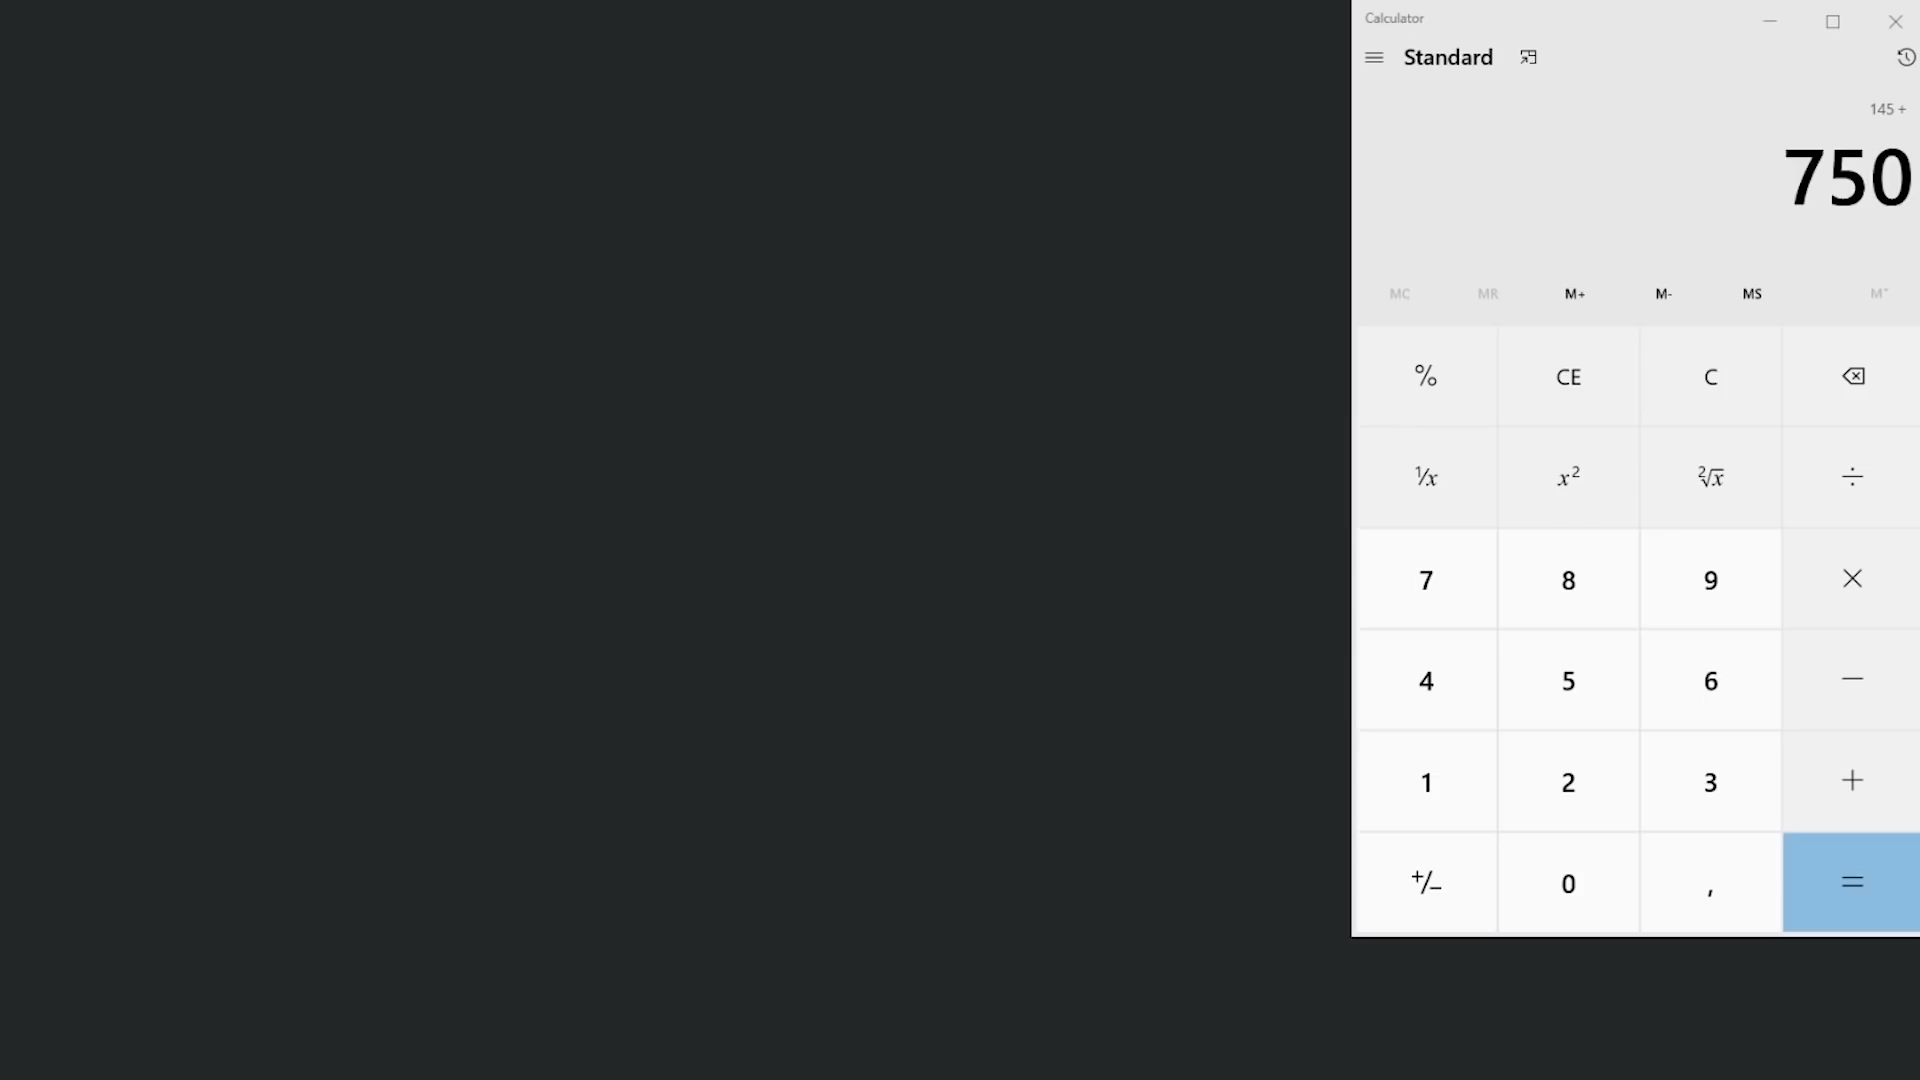 Calculator
Standard
145 +
750
MC MR M+ M- MS M˅
% CE C
¹⁄x x² ²√x ÷
7 8 9 ×
4 5 6 −
1 2 3 +
+/− 0 , =